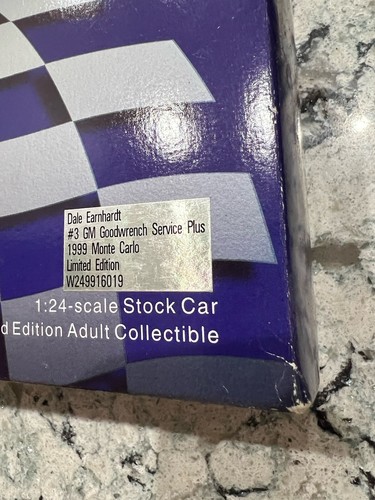 Dale Earnhardt
#3 GM Goodwrench Service Plus
1999 Monte Carlo
Limited Edition
W249916019
1:24-scale Stock Car
d Edition Adult Collectible